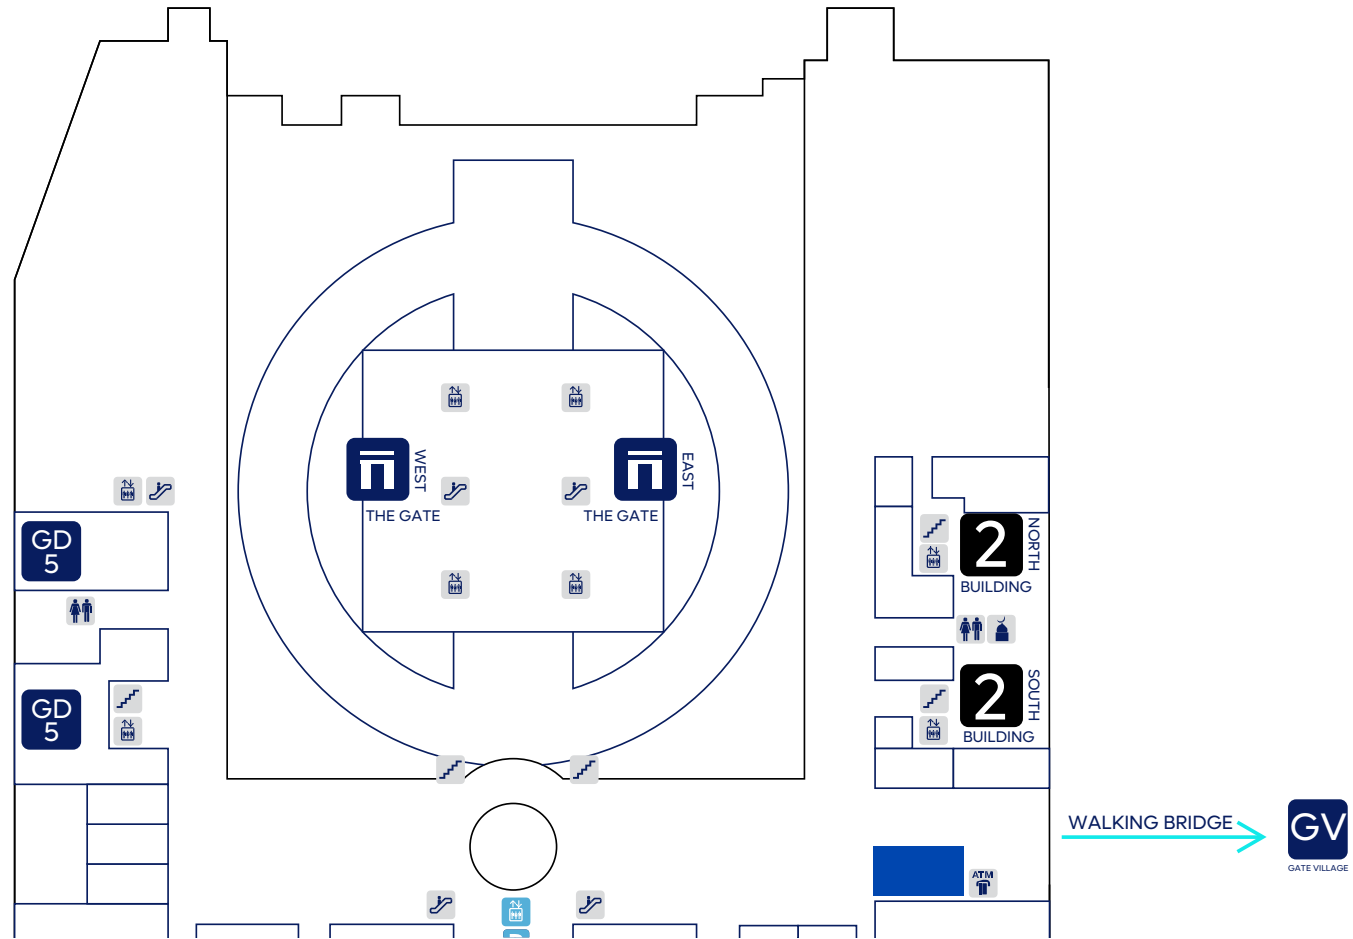 WEST
THE GATE
EAST
THE GATE
GD
5
2
NORTH
BUILDING
GD
5
2
SOUTH
BUILDING
WALKING BRIDGE
GV
GATE VILLAGE
ATM